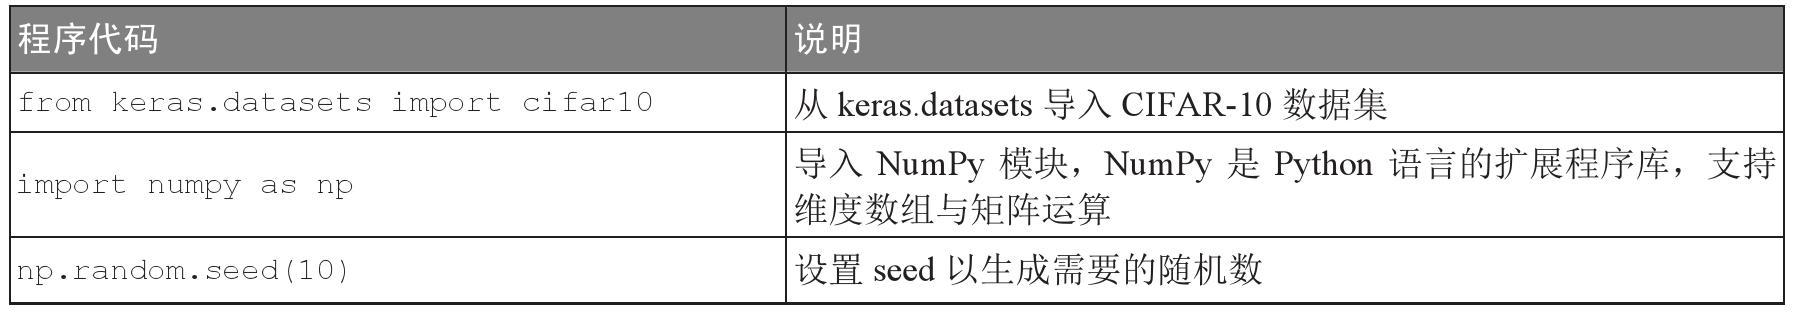 程序代码
说明
from keras.datasets import cifar10
从 keras.datasets 导入 CIFAR-10 数据集
import numpy as np
导入 NumPy 模块，NumPy 是 Python 语言的扩展程序库，支持
维度数组与矩阵运算
np.random.seed(10)
设置 seed 以生成需要的随机数